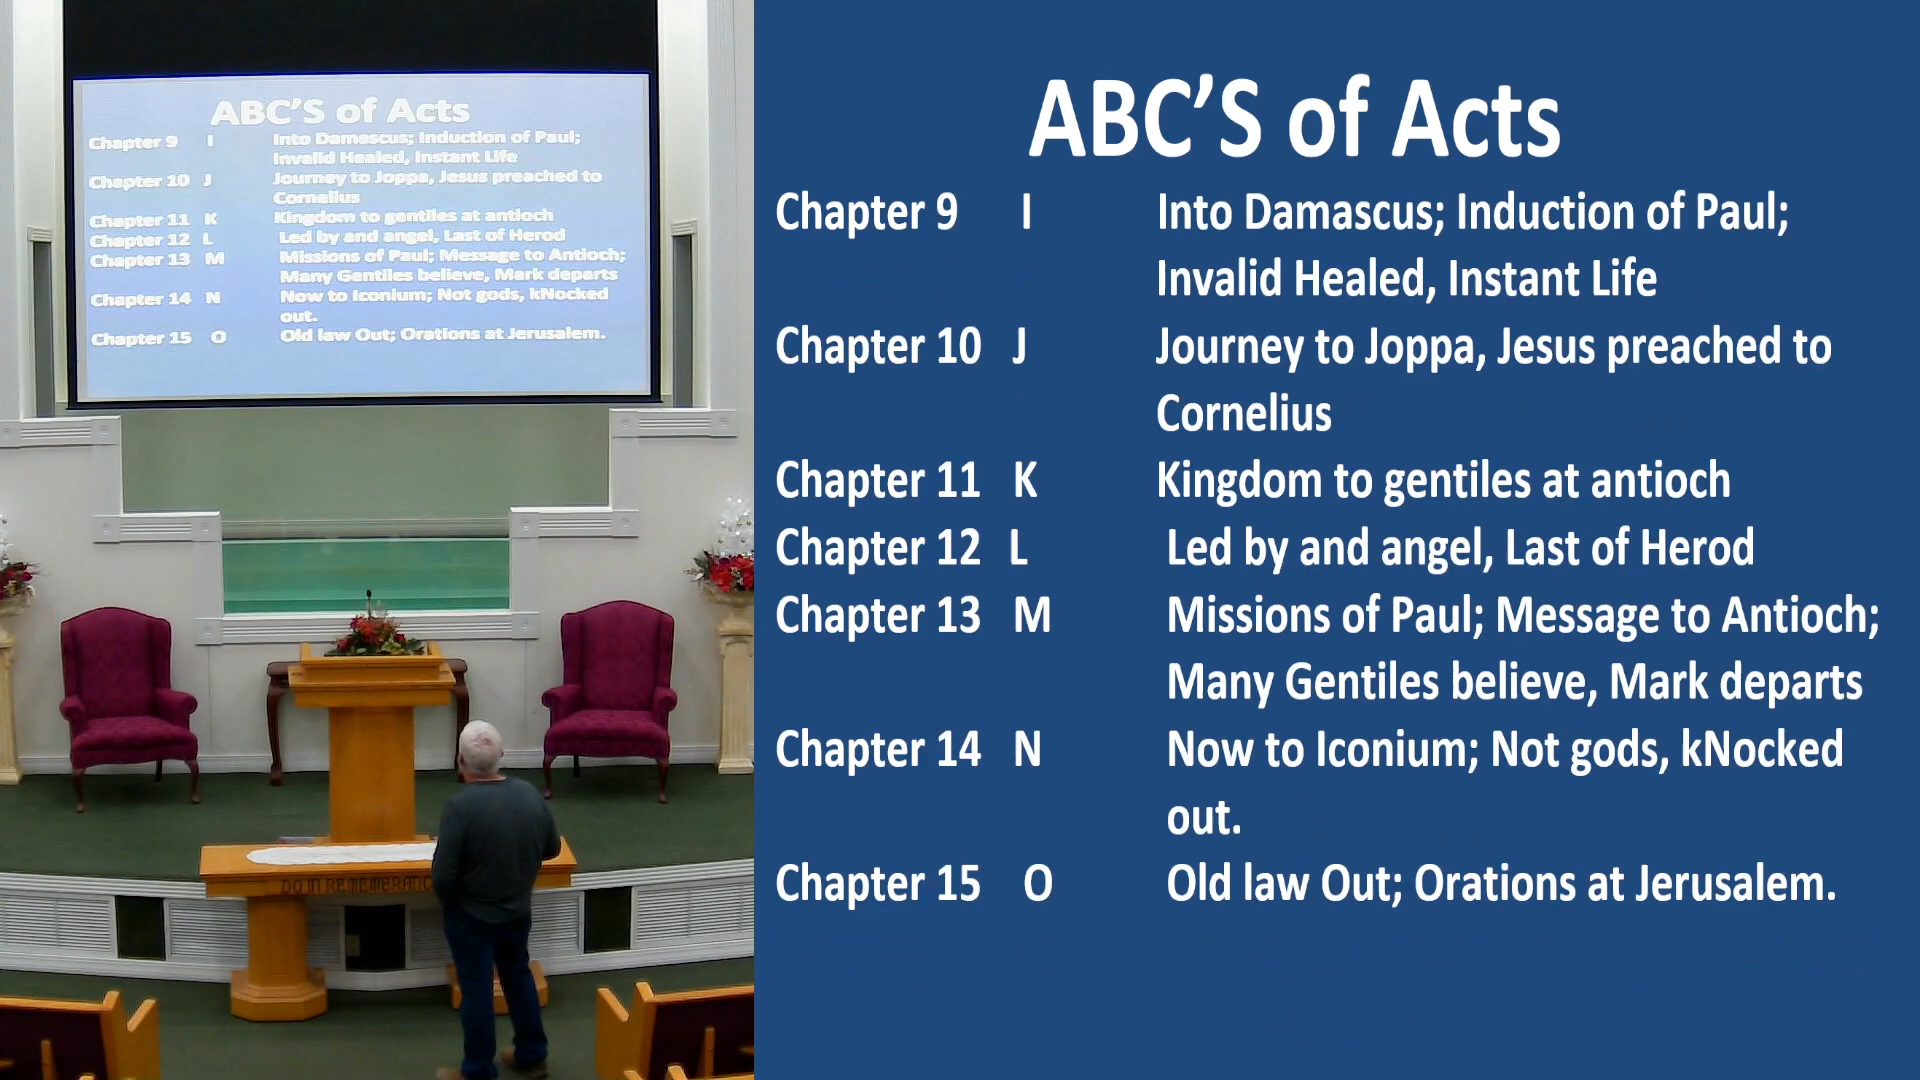 ABC'S of Acts
Chapter 9 I Into Damascus; Induction of Paul;
Invalid Healed, Instant Life
Chapter 10 J Journey to Joppa, Jesus preached to
Cornelius
Chapter 11 K Kingdom to gentiles at antioch
Chapter 12 L Led by and angel, Last of Herod
Chapter 13 M Missions of Paul; Message to Antioch;
Many Gentiles believe, Mark departs
Chapter 14 N Now to Iconium; Not gods, kNocked
out.
Chapter 15 O Old law Out; Orations at Jerusalem.
DO IN REMEMBRANC
ABC'S of Acts
Chapter 9 I Into Damascus; Induction of Paul;
Invalid Healed, Instant Life
Chapter 10 J Journey to Joppa, Jesus preached to
Cornelius
Chapter 11 K Kingdom to gentiles at antioch
Chapter 12 L Led by and angel, Last of Herod
Chapter 13 M Missions of Paul; Message to Antioch;
Many Gentiles believe, Mark departs
Chapter 14 N Now to Iconium; Not gods, kNocked
out.
Chapter 15 O Old law Out; Orations at Jerusalem.